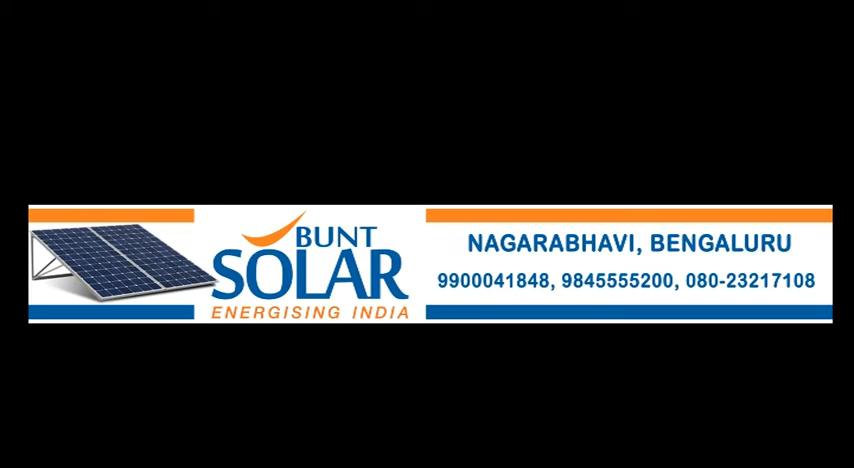 BUNT
SOLAR
ENERGISING INDIA
NAGARABHAVI, BENGALURU
9900041848, 9845555200, 080-23217108